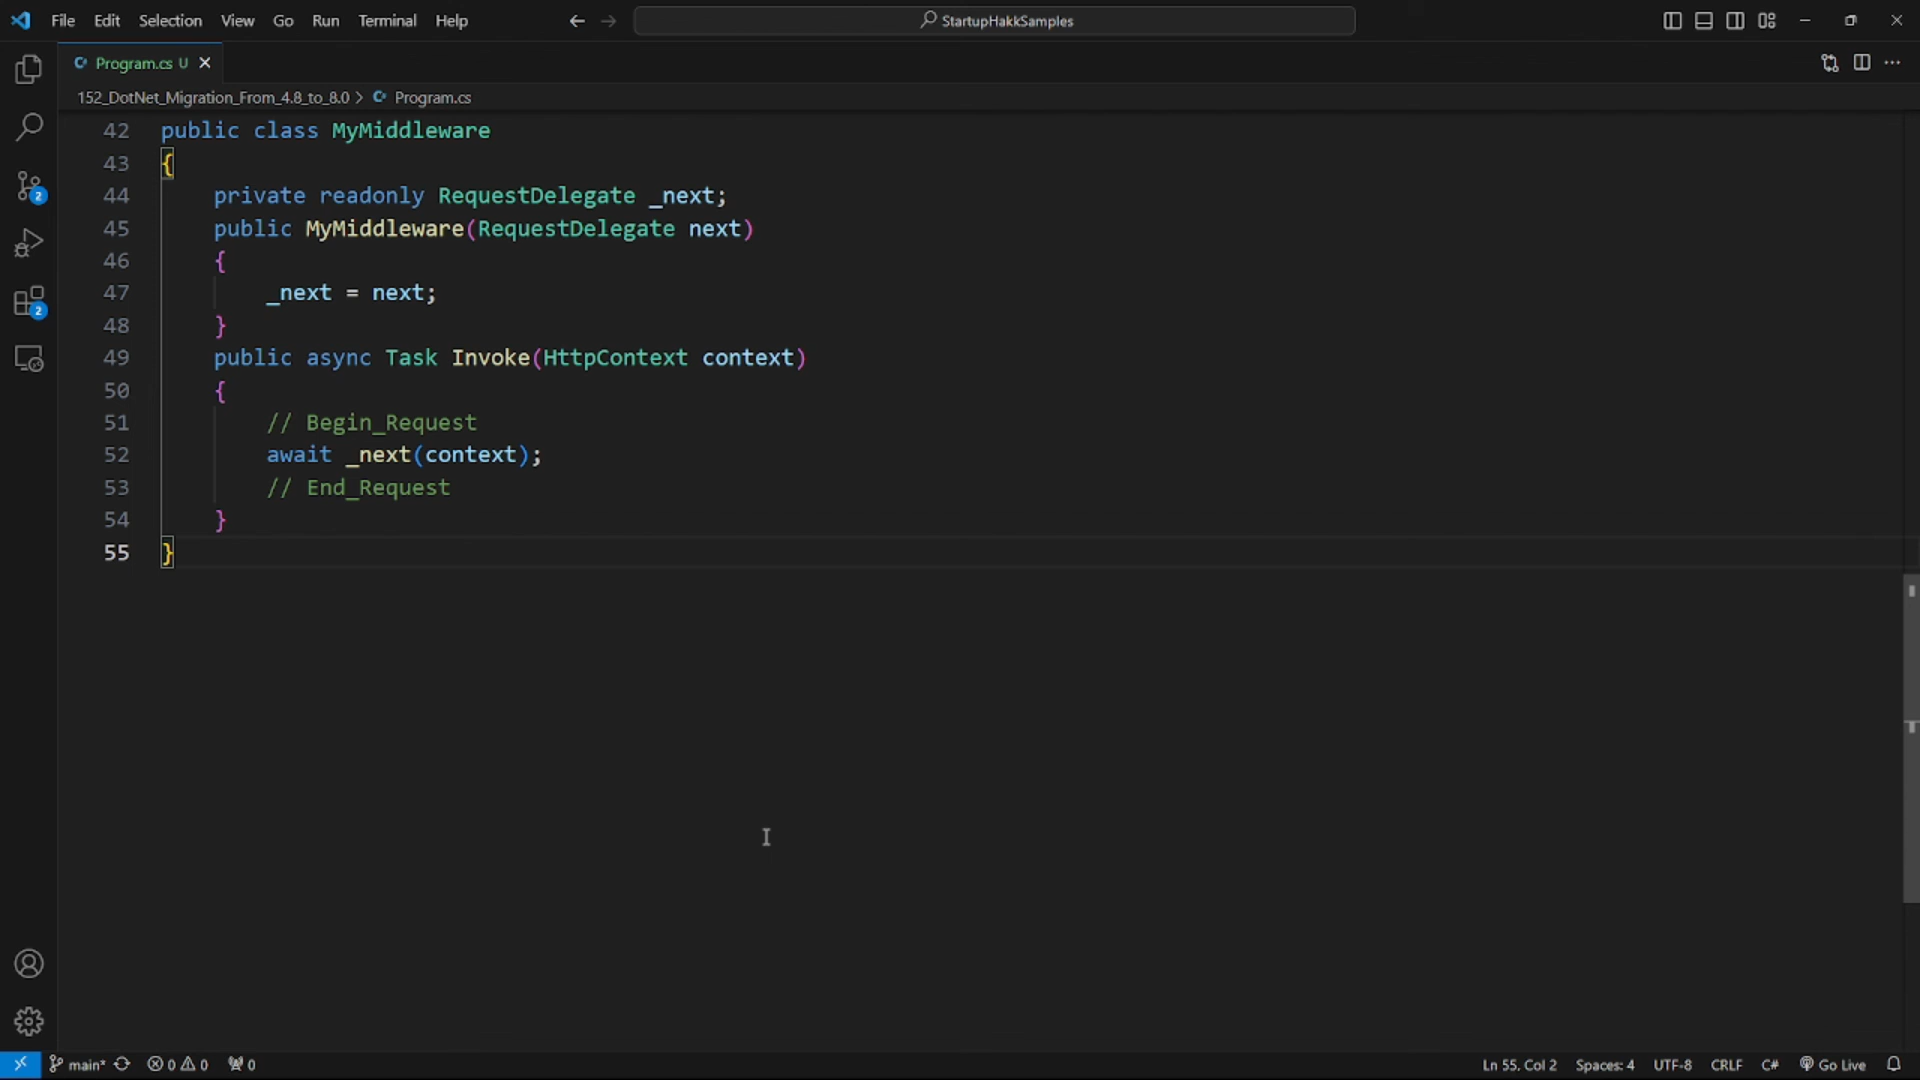 File Edit Selection View Go Run Terminal Help StartupHakkSamples
Program.cs U
152_DotNet_Migration_From_4.8_to_8.0 > Program.cs
42 public class MyMiddleware
43 {
44 private readonly RequestDelegate _next;
45 public MyMiddleware(RequestDelegate next)
46 {
47 _next = next;
48 }
49 public async Task Invoke(HttpContext context)
50 {
51 // Begin_Request
52 await _next(context);
53 // End_Request
54 }
55 }
2
2
main* 0 0 0 Ln 55, Col 2 Spaces: 4 UTF-8 CRLF C# Go Live